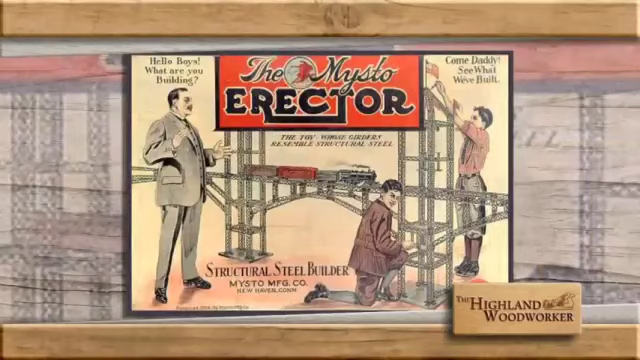 Hello Boys!
What are you
Building?
The Mysto
ERECTOR
THE TOY WHOSE GIRDERS
RESEMBLE STRUCTURAL STEEL
Come Daddy!
See What
We've Built.
STRUCTURAL STEEL BUILDER
MYSTO MFG. CO.
NEW HAVEN, CONN
THE HIGHLAND
WOODWORKER